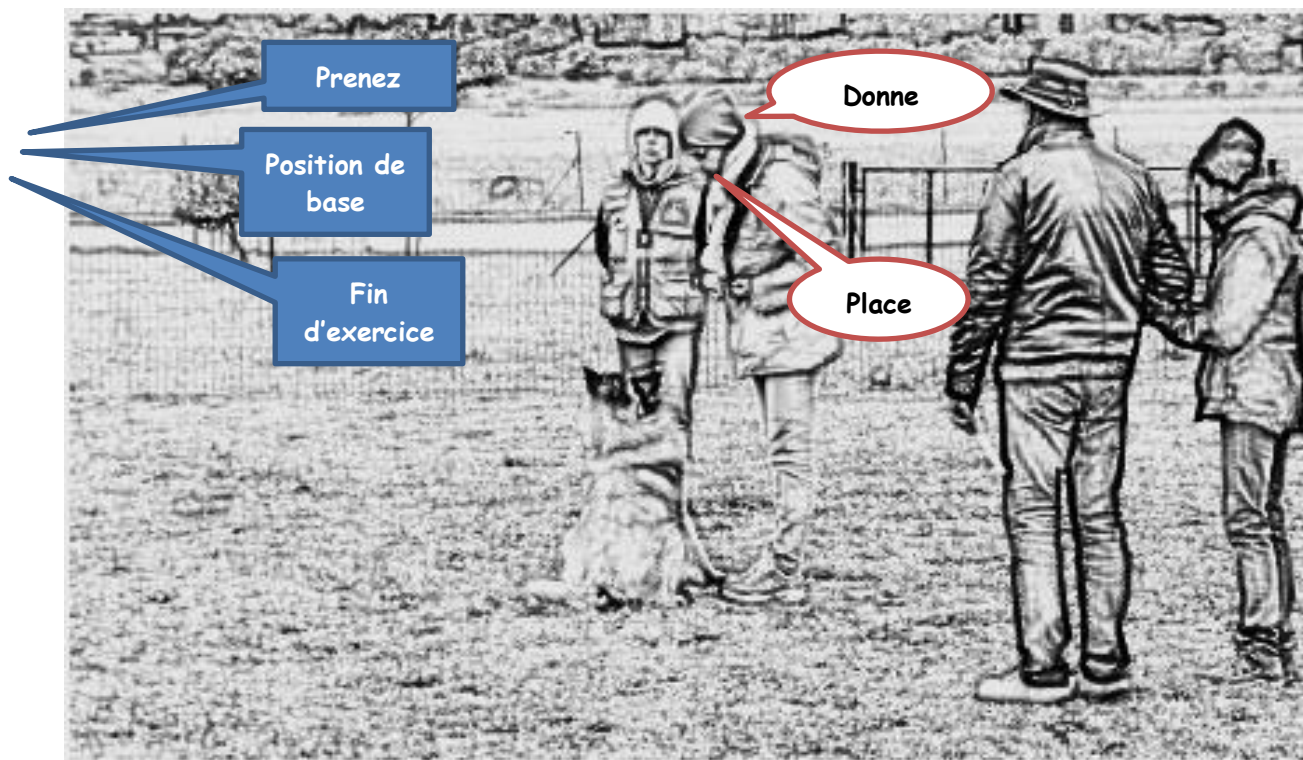 Prenez
Position de
base
Fin
d'exercice
Donne
Place